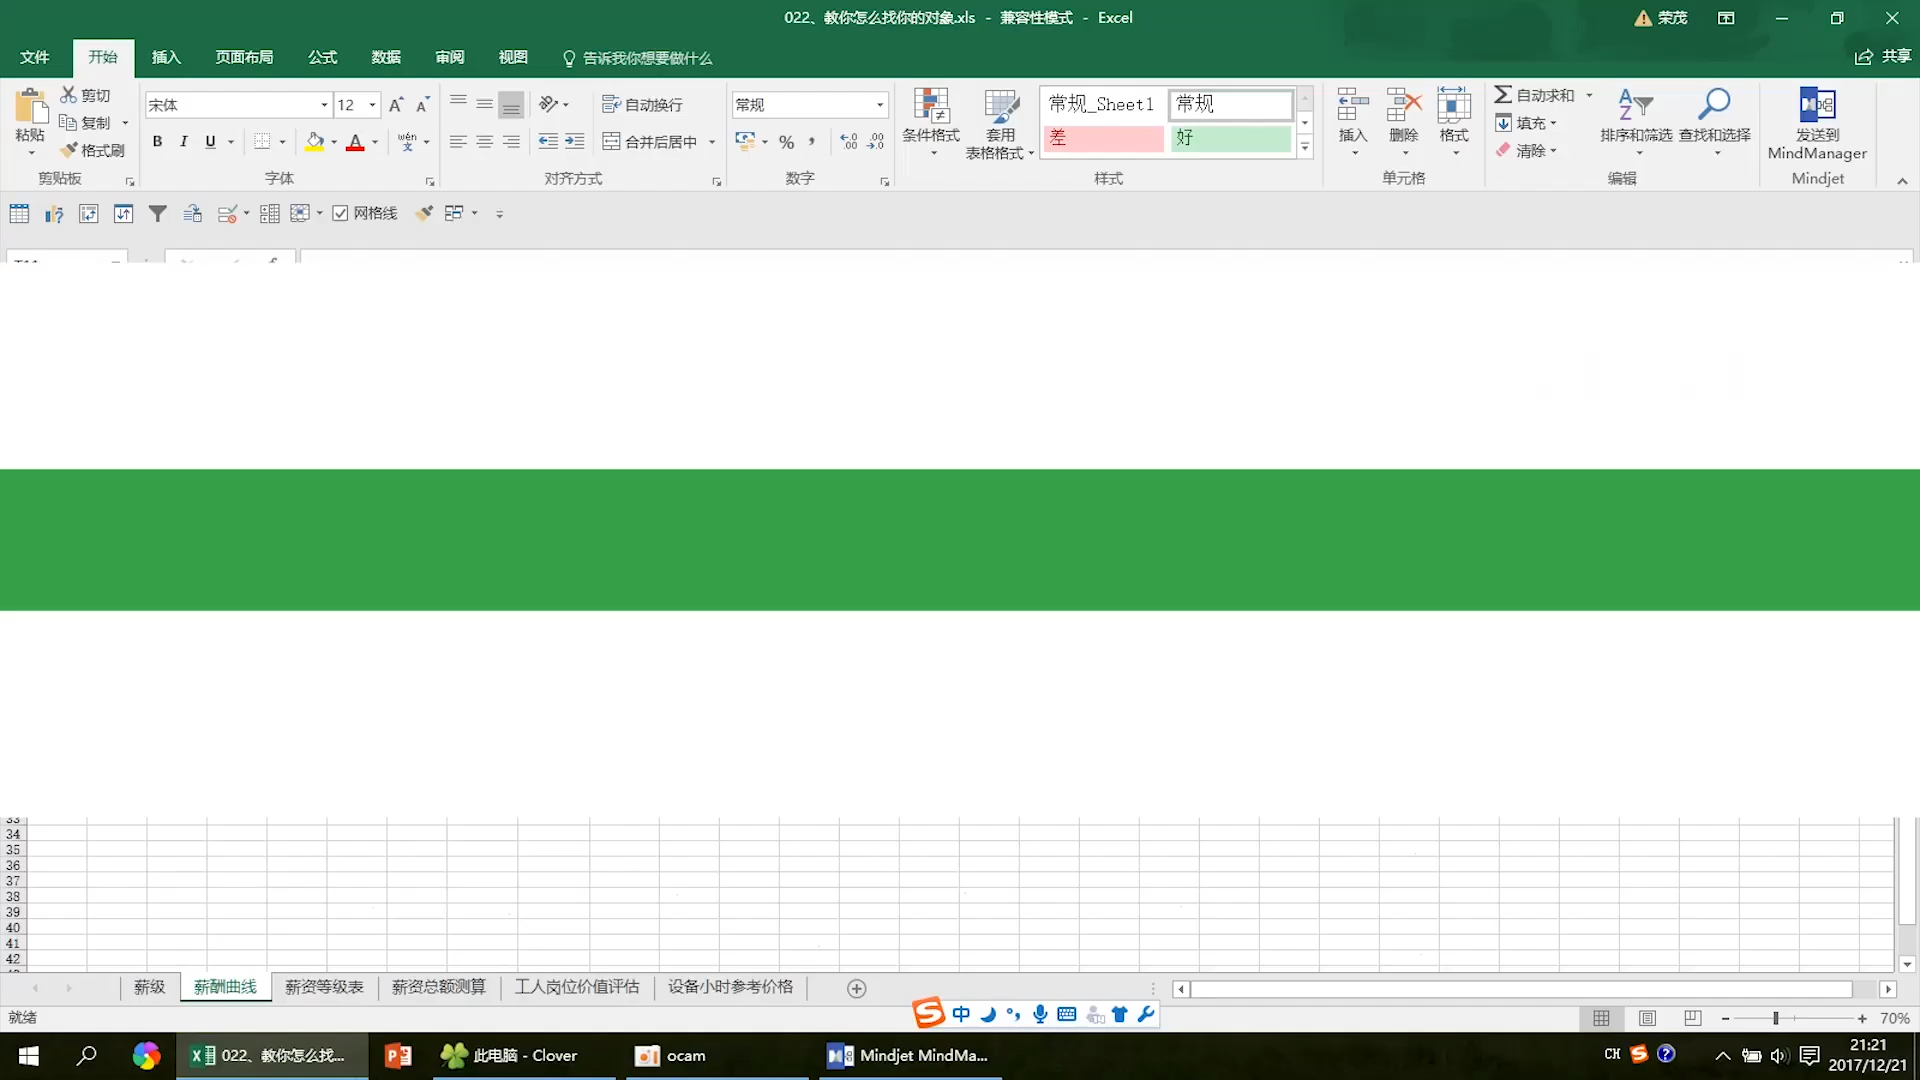 022、教你怎么找你的对象.xls - 兼容性模式 - Excel
荣茂
文件 开始 插入 页面布局 公式 数据 审阅 视图 告诉我你想要做什么 共享
粘贴 剪切 复制 格式刷 剪贴板
宋体 12 B I U A wén 文 字体
自动换行 合并后居中 对齐方式
常规 % 数字
条件格式 套用表格格式 常规_Sheet1 常规 差 好 样式
插入 删除 格式 单元格
自动求和 填充 清除 排序和筛选 查找和选择 编辑
发送到 MindManager Mindjet
网格线
34
35
36
37
38
39
40
41
42
薪级 薪酬曲线 薪资等级表 薪资总额测算 工人岗位价值评估 设备小时参考价格
就绪 中 70%
022、教你怎么找... 此电脑 - Clover ocam Mindjet MindMa... CH 21:21
2017/12/21